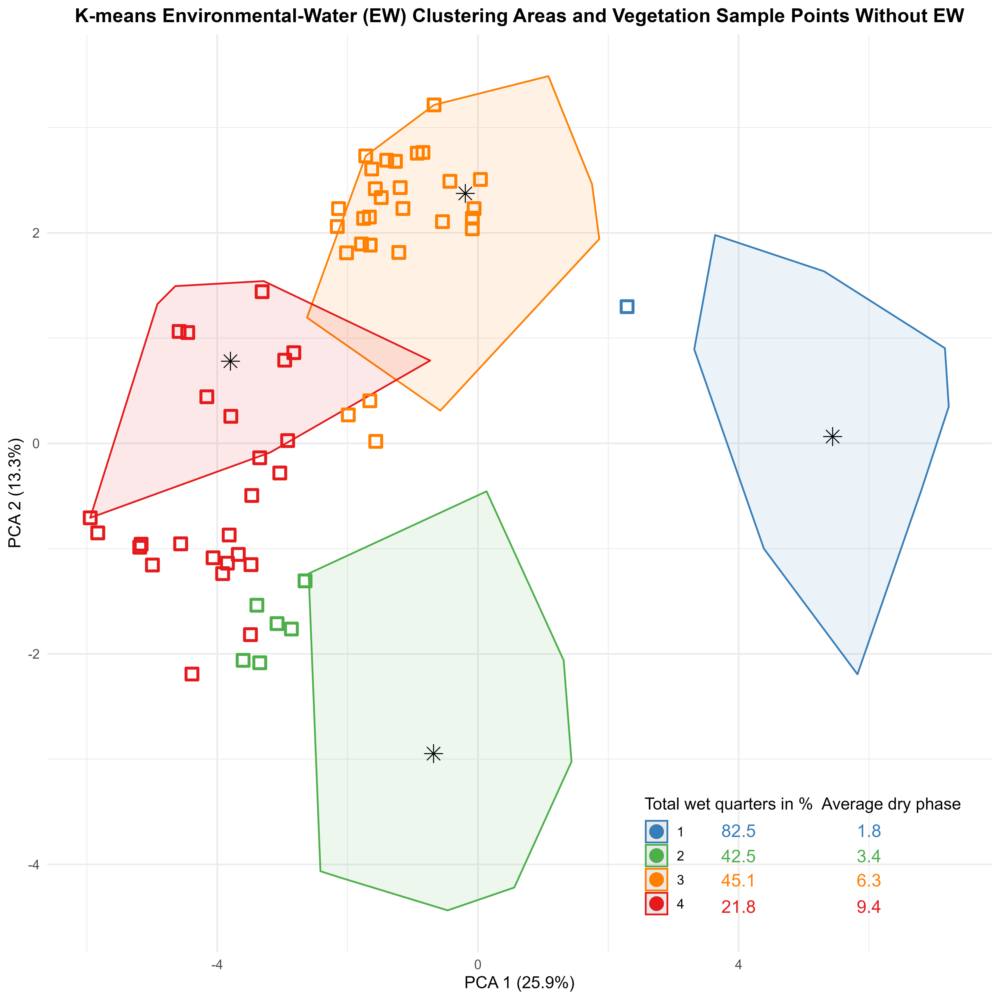 K-means Environmental-Water (EW) Clustering Areas and Vegetation Sample Points Without EW
PCA 2 (13.3%)
2
0
-2
-4
Total wet quarters in % Average dry phase
1 82.5 1.8
2 42.5 3.4
3 45.1 6.3
4 21.8 9.4
-4 0 4
PCA 1 (25.9%)